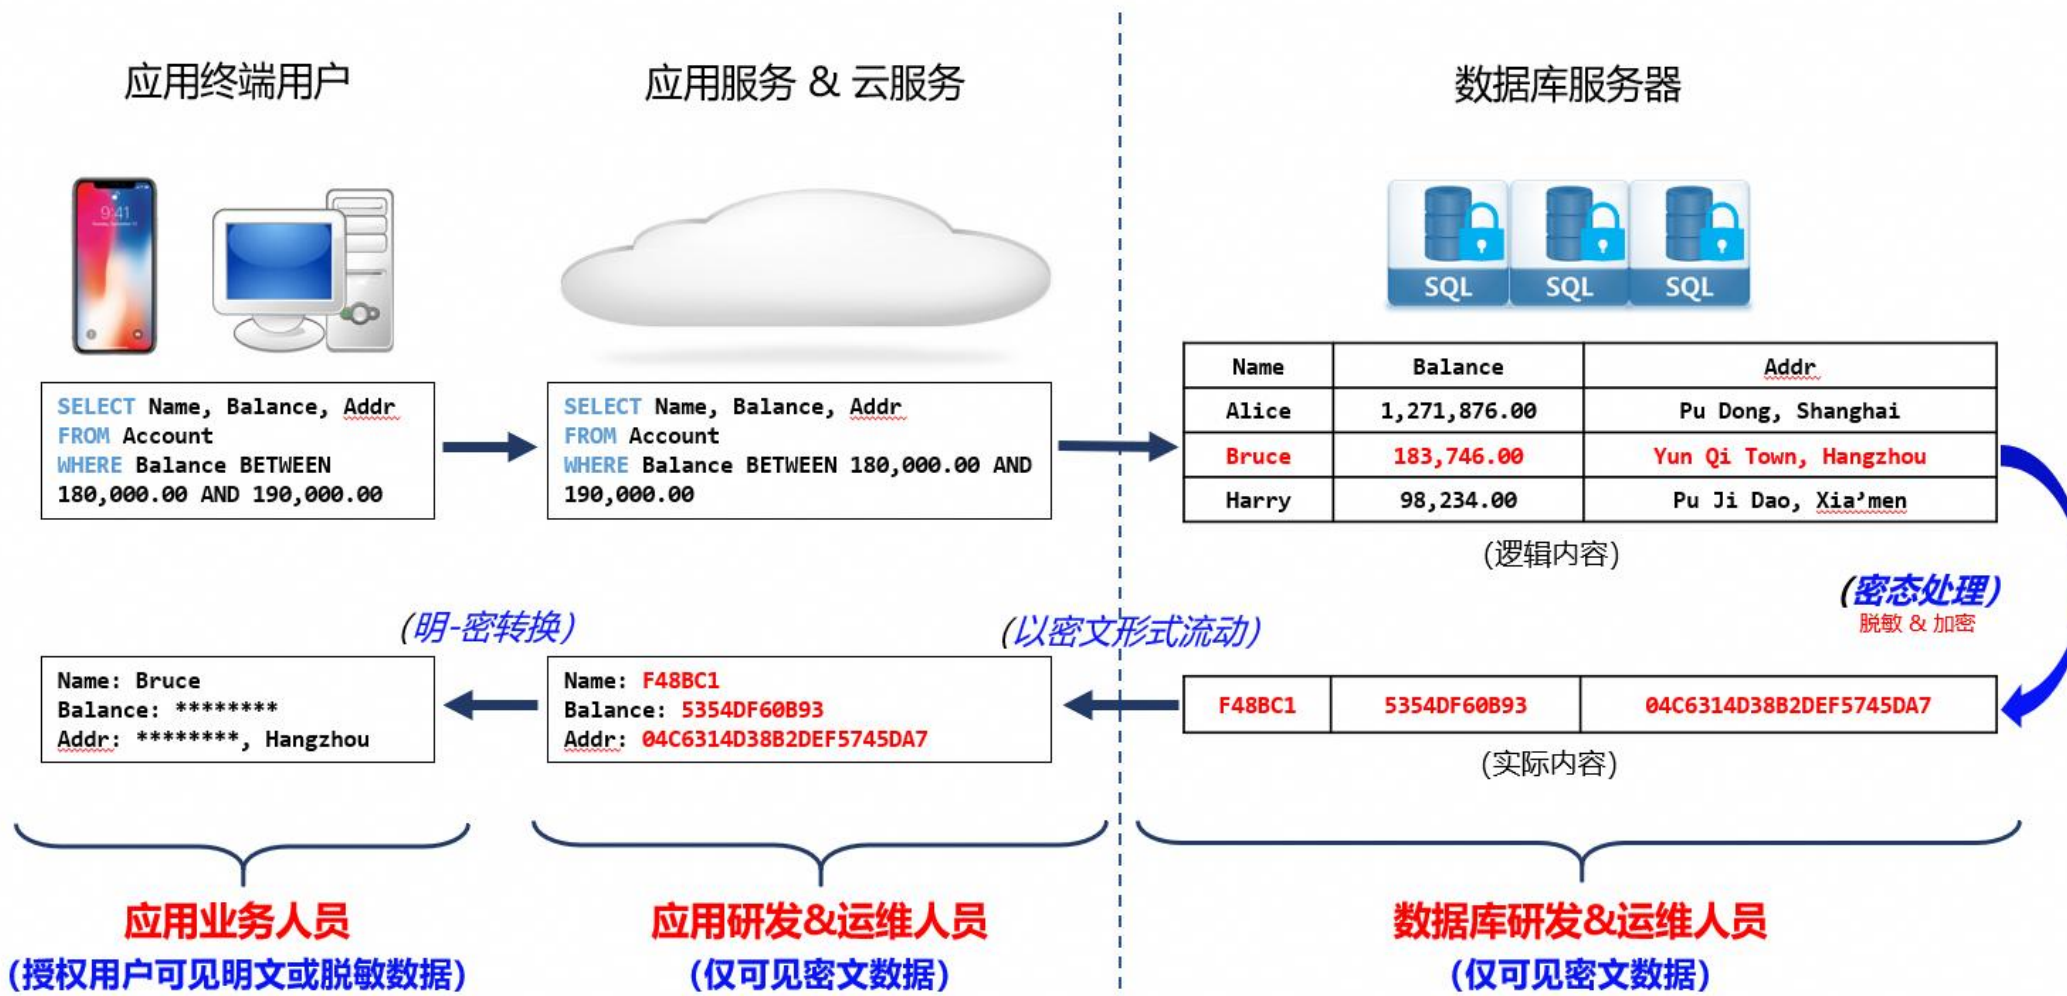 应用终端用户
应用服务 & 云服务
数据库服务器
9:41
SQL
SQL
SQL
SELECT Name, Balance, Addr
FROM Account
WHERE Balance BETWEEN
180,000.00 AND 190,000.00
SELECT Name, Balance, Addr
FROM Account
WHERE Balance BETWEEN 180,000.00 AND
190,000.00
Name Balance Addr
Alice 1,271,876.00 Pu Dong, Shanghai
Bruce 183,746.00 Yun Qi Town, Hangzhou
Harry 98,234.00 Pu Ji Dao, Xia’men
(逻辑内容)
(密态处理)
脱敏 & 加密
(明-密转换)
(以密文形式流动)
Name: Bruce
Balance: ********
Addr: ********, Hangzhou
Name: F48BC1
Balance: 5354DF60B93
Addr: 04C6314D38B2DEF5745DA7
F48BC1 5354DF60B93 04C6314D38B2DEF5745DA7
(实际内容)
应用业务人员
(授权用户可见明文或脱敏数据)
应用研发&运维人员
(仅可见密文数据)
数据库研发&运维人员
(仅可见密文数据)